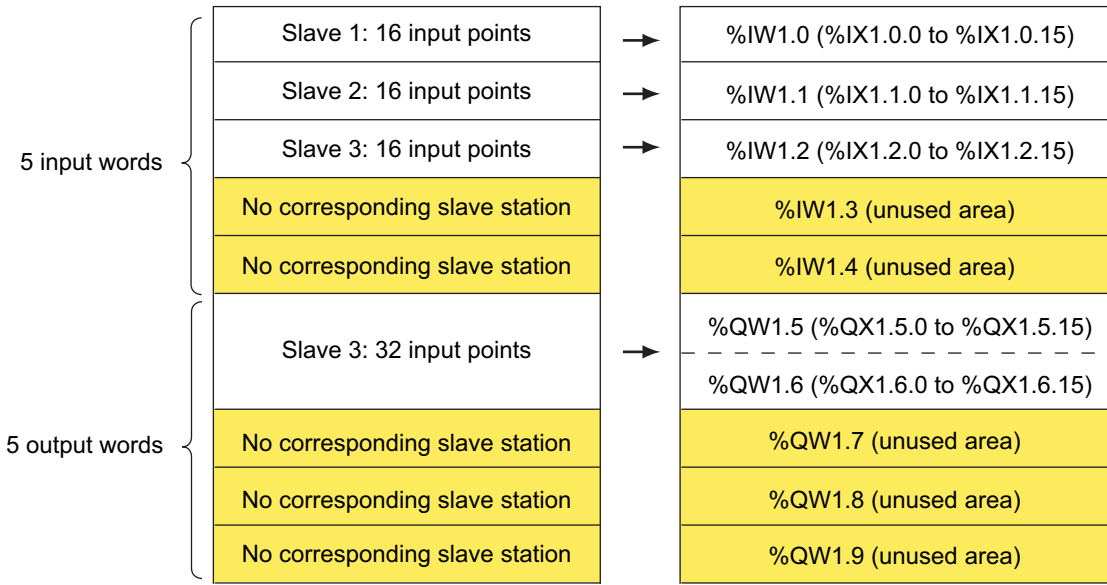 Slave 1: 16 input points
%IW1.0 (%IX1.0.0 to %IX1.0.15)
Slave 2: 16 input points
%IW1.1 (%IX1.1.0 to %IX1.1.15)
5 input words
Slave 3: 16 input points
%IW1.2 (%IX1.2.0 to %IX1.2.15)
No corresponding slave station
%IW1.3 (unused area)
No corresponding slave station
%IW1.4 (unused area)
Slave 3: 32 input points
%QW1.5 (%QX1.5.0 to %QX1.5.15)
%QW1.6 (%QX1.6.0 to %QX1.6.15)
5 output words
No corresponding slave station
%QW1.7 (unused area)
No corresponding slave station
%QW1.8 (unused area)
No corresponding slave station
%QW1.9 (unused area)